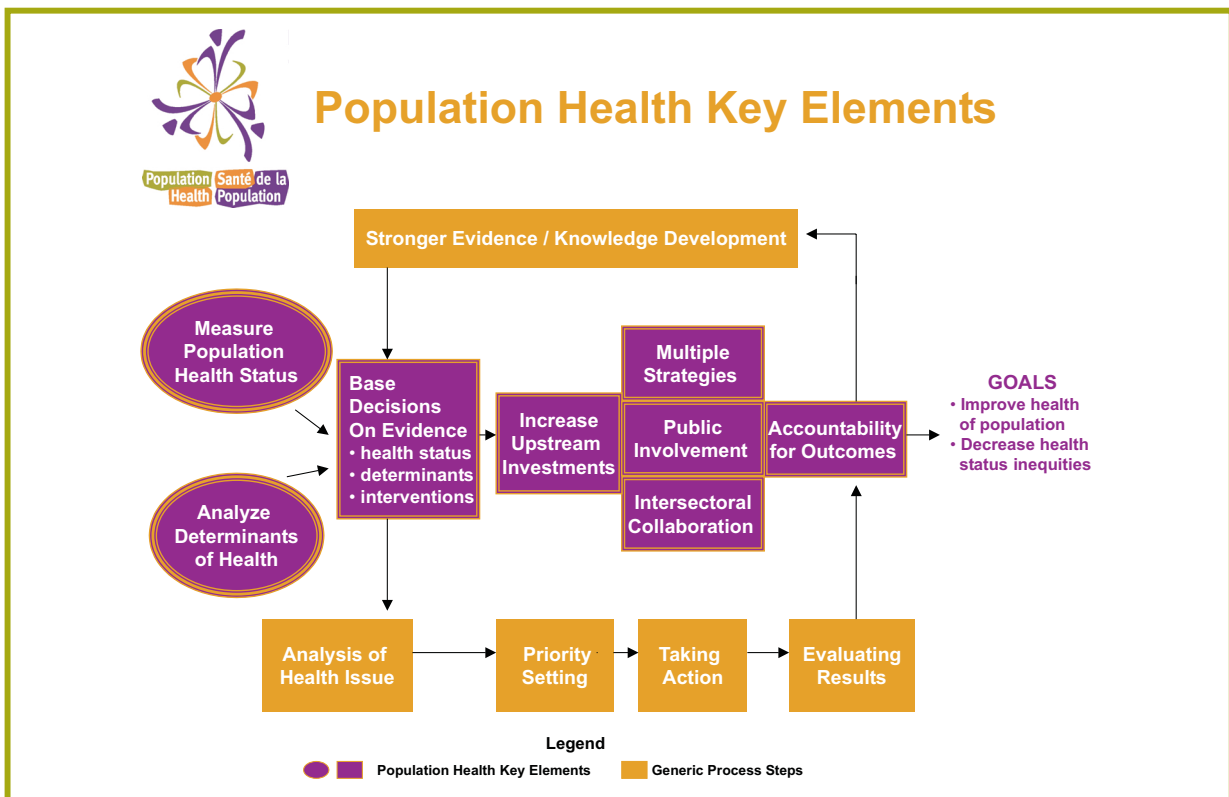 Population Health Key Elements
Population Santé de la
Health Population
Stronger Evidence / Knowledge Development
Measure
Population
Health Status
Analyze
Determinants
of Health
Base
Decisions
On Evidence
• health status
• determinants
• interventions
Increase
Upstream
Investments
Multiple
Strategies
Public
Involvement
Intersectoral
Collaboration
Accountability
for Outcomes
GOALS
• Improve health
of population
• Decrease health
status inequities
Analysis of
Health Issue
Priority
Setting
Taking
Action
Evaluating
Results
Legend
Population Health Key Elements
Generic Process Steps